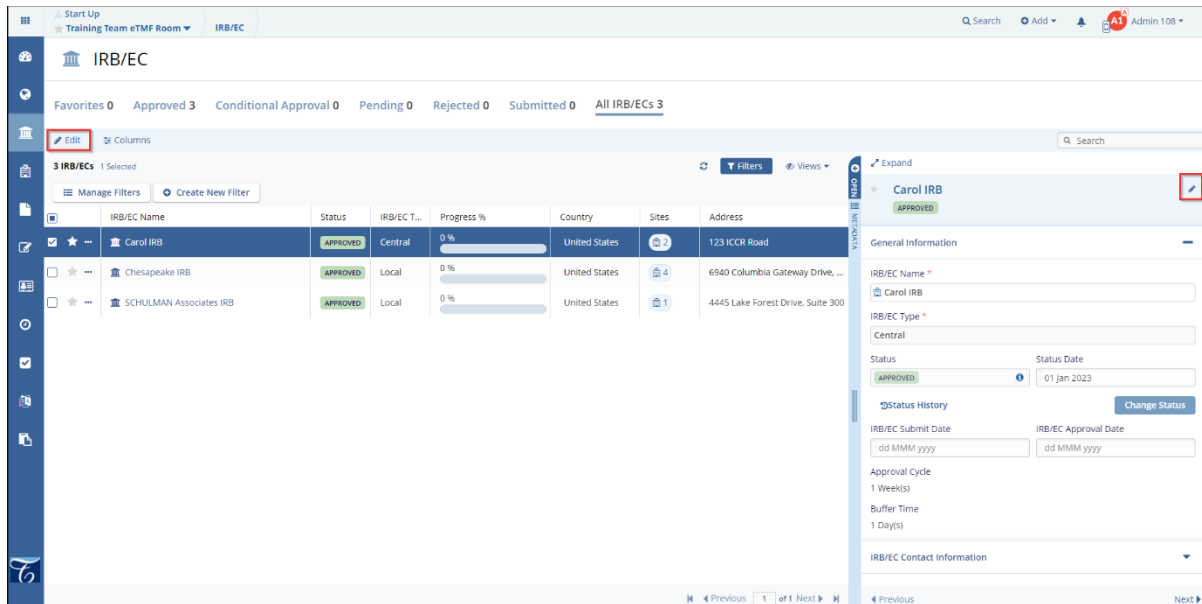 Start Up
Training Team eTMF Room IRB/EC
Search Add A A1 Admin 108
IRB/EC
Favorites 0 Approved 3 Conditional Approval 0 Pending 0 Rejected 0 Submitted 0 All IRB/ECs 3
Edit Columns Search
3 IRB/ECs 1 Selected Filters Views
Manage Filters Create New Filter
IRB/EC Name Status IRB/EC T... Progress % Country Sites Address
Carol IRB APPROVED Central 0 % United States 2 123 ICCR Road
Chesapeake IRB APPROVED Local 0 % United States 4 6940 Columbia Gateway Drive, ...
SCHULMAN Associates IRB APPROVED Local 0 % United States 1 4445 Lake Forest Drive, Suite 300
Previous 1 of 1 Next
OPEN
METADATA
Expand
Carol IRB
APPROVED
General Information
IRB/EC Name *
Carol IRB
IRB/EC Type *
Central
Status Status Date
APPROVED 01 Jan 2023
Status History Change Status
IRB/EC Submit Date IRB/EC Approval Date
dd MMM yyyy dd MMM yyyy
Approval Cycle
1 Week(s)
Buffer Time
1 Day(s)
IRB/EC Contact Information
Previous Next